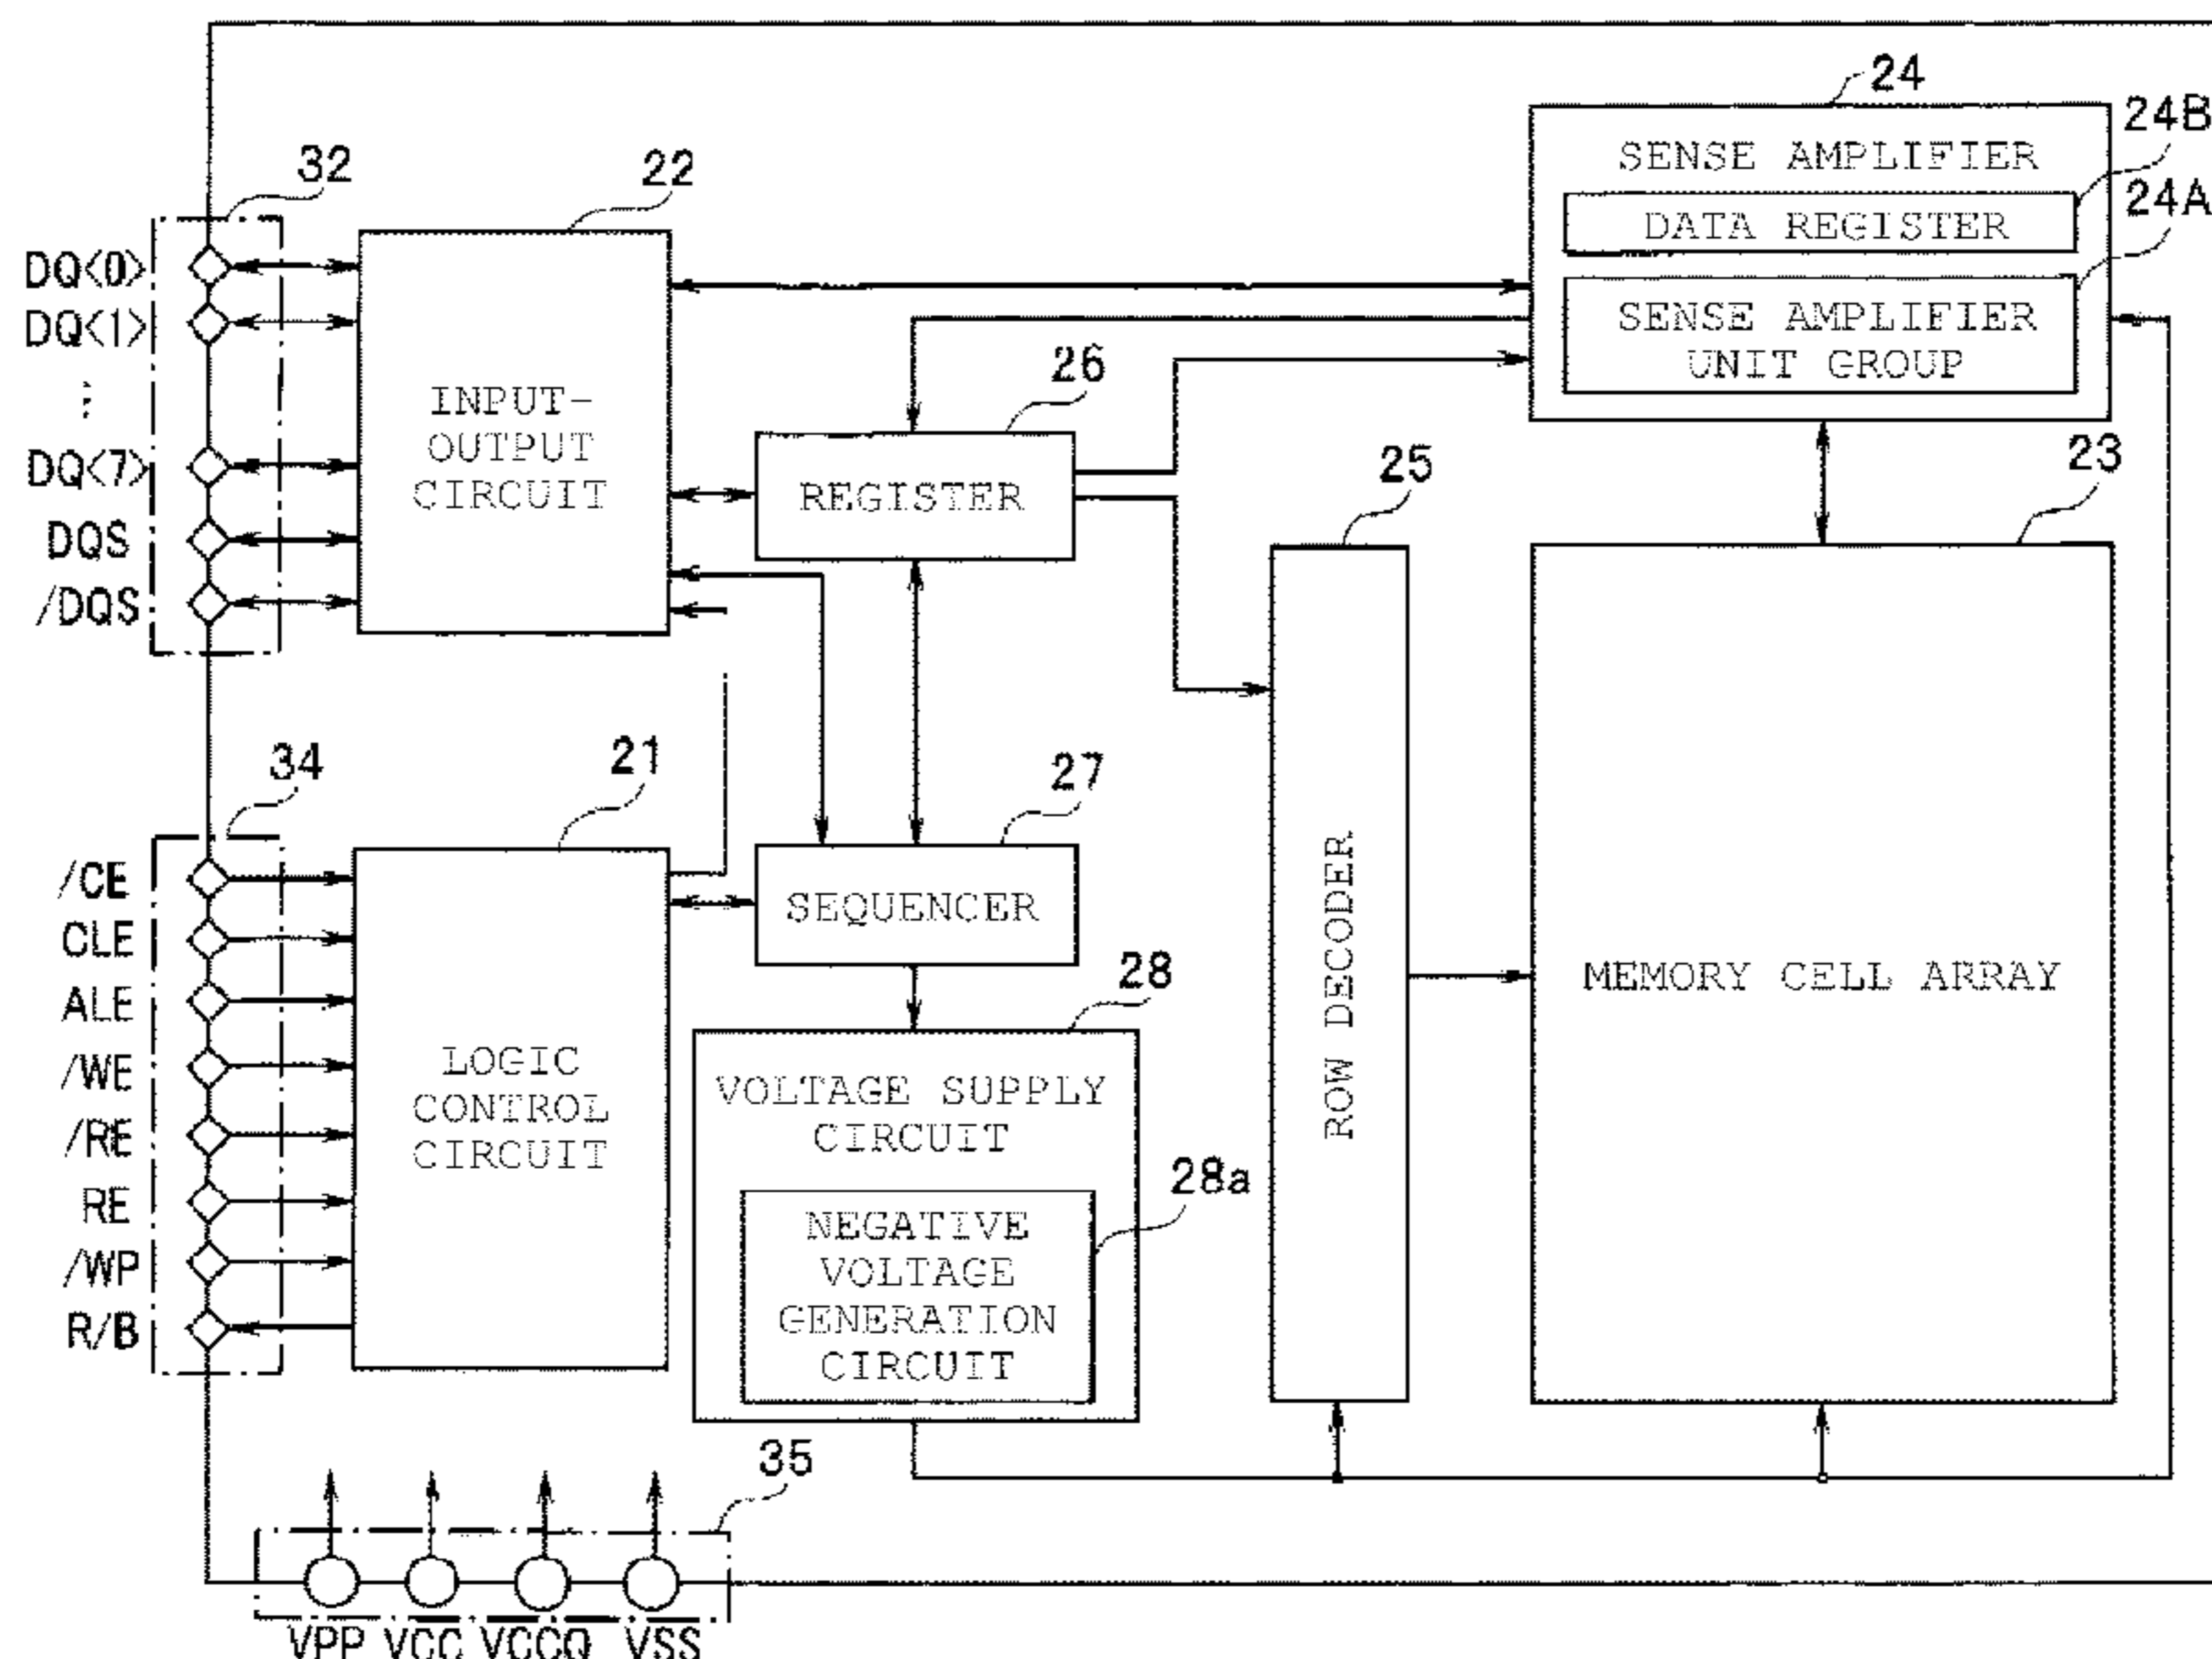 24
24B
SENSE AMPLIFIER
DATA REGISTER
24A
SENSE AMPLIFIER
UNIT GROUP
32
22
DQ<0>
DQ<1>
DQ<7>
DQS
/DQS
INPUT-
OUTPUT
CIRCUIT
26
REGISTER
25
ROW DECODER
23
MEMORY CELL ARRAY
34
21
/CE
CLE
ALE
/WE
/RE
RE
/WP
R/B
LOGIC
CONTROL
CIRCUIT
27
SEQUENCER
28
VOLTAGE SUPPLY
CIRCUIT
28a
NEGATIVE
VOLTAGE
GENERATION
CIRCUIT
35
VPP VCC VCCQ VSS